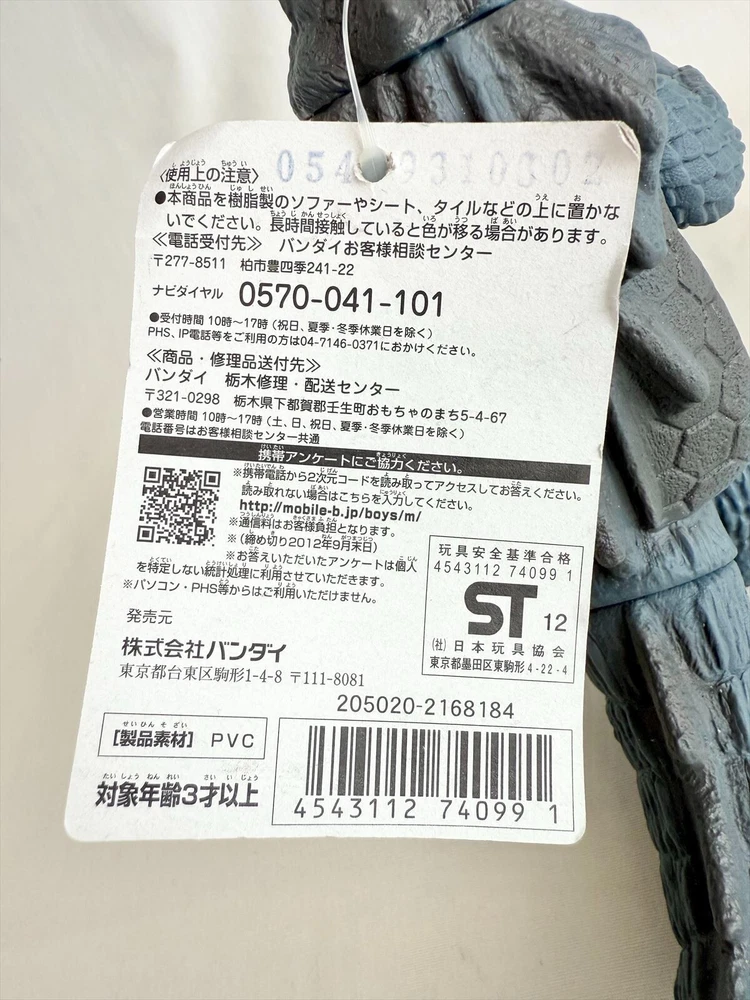 〈使用上の注意〉
●本商品を樹脂製のソファーやシート、タイルなどの上に置かな
いでください。長時間接触していると色が移る場合があります。
≪電話受付先≫ バンダイお客様相談センター
〒277-8511 柏市豊四季241-22
ナビダイヤル 0570-041-101
●受付時間 10時～17時（祝日、夏季・冬季休業日を除く）
PHS、IP電話等をご利用の方は04-7146-0371におかけください。
≪商品・修理品送付先≫
バンダイ 栃木修理・配送センター
〒321-0298 栃木県下都賀郡壬生町おもちゃのまち5-4-67
●営業時間 10時～17時（土、日、祝日、夏季・冬季休業日を除く）
電話番号はお客様相談センター共通
携帯アンケートにご協力ください。
※携帯電話から2次元コードを読み取ってアクセスしてお答えください。
読み取れない場合はこちらを入力してください。
http://mobile-b.jp/boys/m/
※通信料はお客様負担となります。
※（締め切り2012年9月末日）
※お答えいただいたアンケートは個人
を特定しない統計処理に利用させていただきます。
※パソコン・PHS等からはご利用いただけません。
玩具安全基準合格
4543112 74099 1
ST 12
（社）日本玩具協会
東京都墨田区東駒形4-22-4
発売元
株式会社バンダイ
東京都台東区駒形1-4-8 〒111-8081
205020-2168184
［製品素材］ PVC
対象年齢3才以上
4543112 74099 1